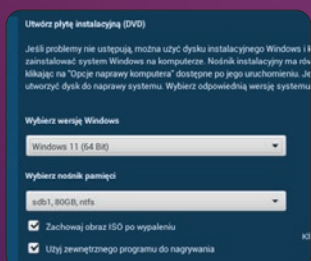 Utwórz płytę instalacyjną (DVD)
Jeśli problemy nie ustępują, można użyć dysku instalacyjnego Windows i
zainstalować system Windows na komputerze. Nośnik instalacyjny ma
klikając na "Opcje naprawy komputera" dostępne po jego uruchomieniu.
utworzyć dysk do naprawy systemu. Wybierz odpowiednią wersję systemu
Wybierz wersję Windows
Windows 11 (64 Bit)
Wybierz nośnik pamięci
sdb1, 80GB, ntfs
Zachowaj obraz ISO po wypaleniu
Użyj zewnętrznego programu do nagrywania